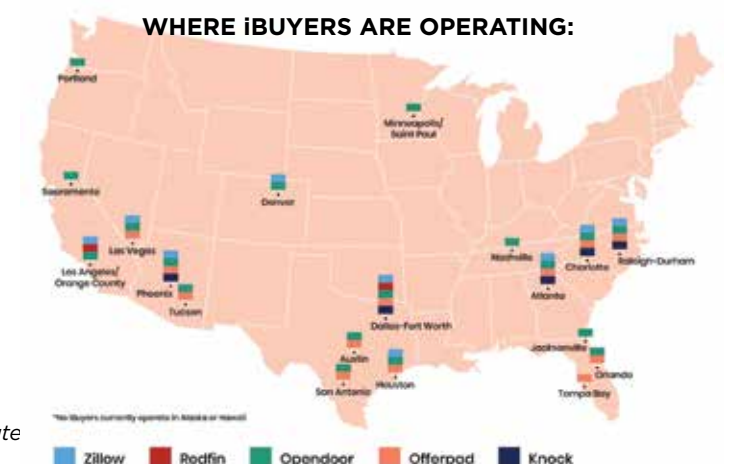 WHERE iBUYERS ARE OPERATING:
Portland
Minneapolis/
Saint Paul
Sacramento
Denver
Las Vegas
Los Angeles/
Orange County
Phoenix
Tucson
Nashville
Charlotte
Raleigh-Durham
Atlanta
Dallas-Fort Worth
Austin
San Antonio
Houston
Jacksonville
Orlando
Tampa Bay
*No iBuyers currently operate in Alaska or Hawaii
Zillow
Redfin
Opendoor
Offerpad
Knock